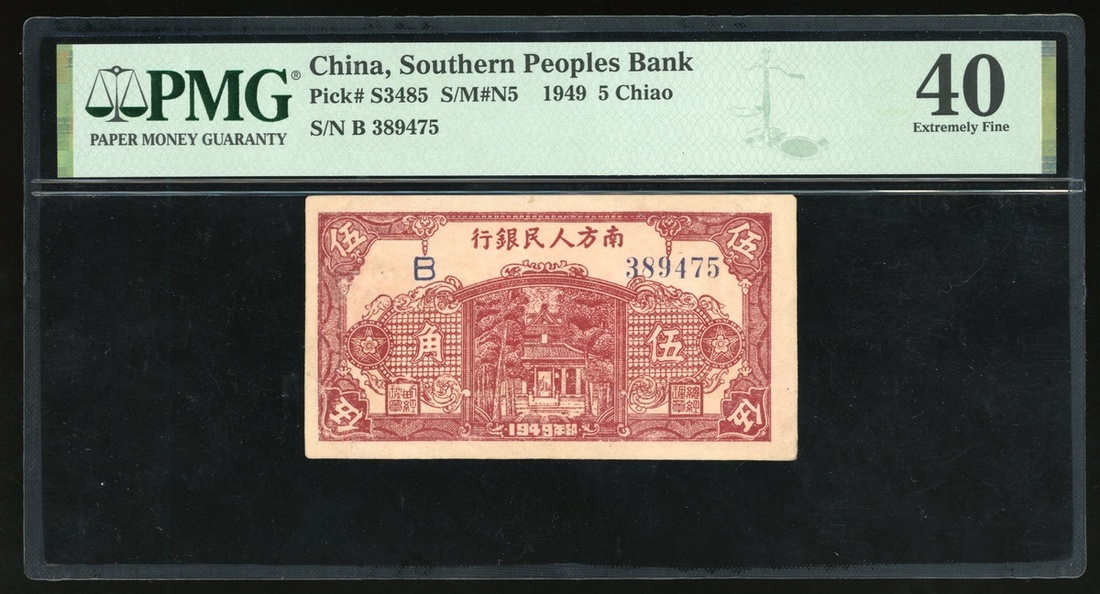 PMG®
PAPER MONEY GUARANTY
China, Southern Peoples Bank
Pick# S3485 S/M#N5 1949 5 Chiao
S/N B 389475
40
Extremely Fine
伍
行銀民人方南
伍
B
389475
角
伍
伍
1949年印
伍